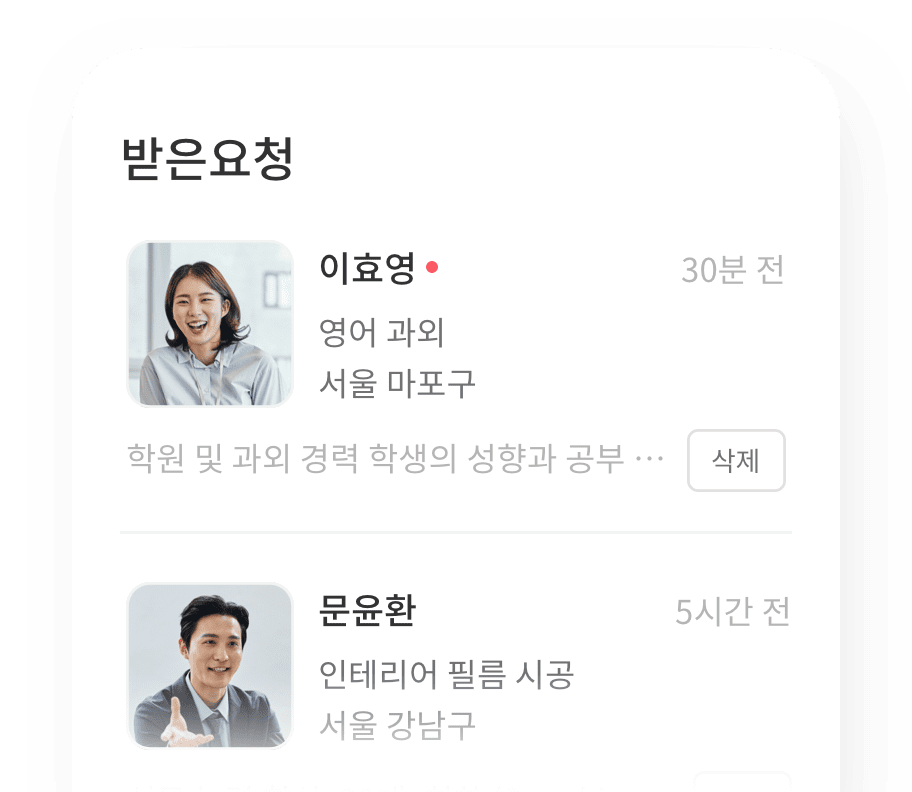 받은요청
이효영
30분 전
영어 과외
서울 마포구
학원 및 과외 경력 학생의 성향과 공부 ···
삭제
문윤환
5시간 전
인테리어 필름 시공
서울 강남구